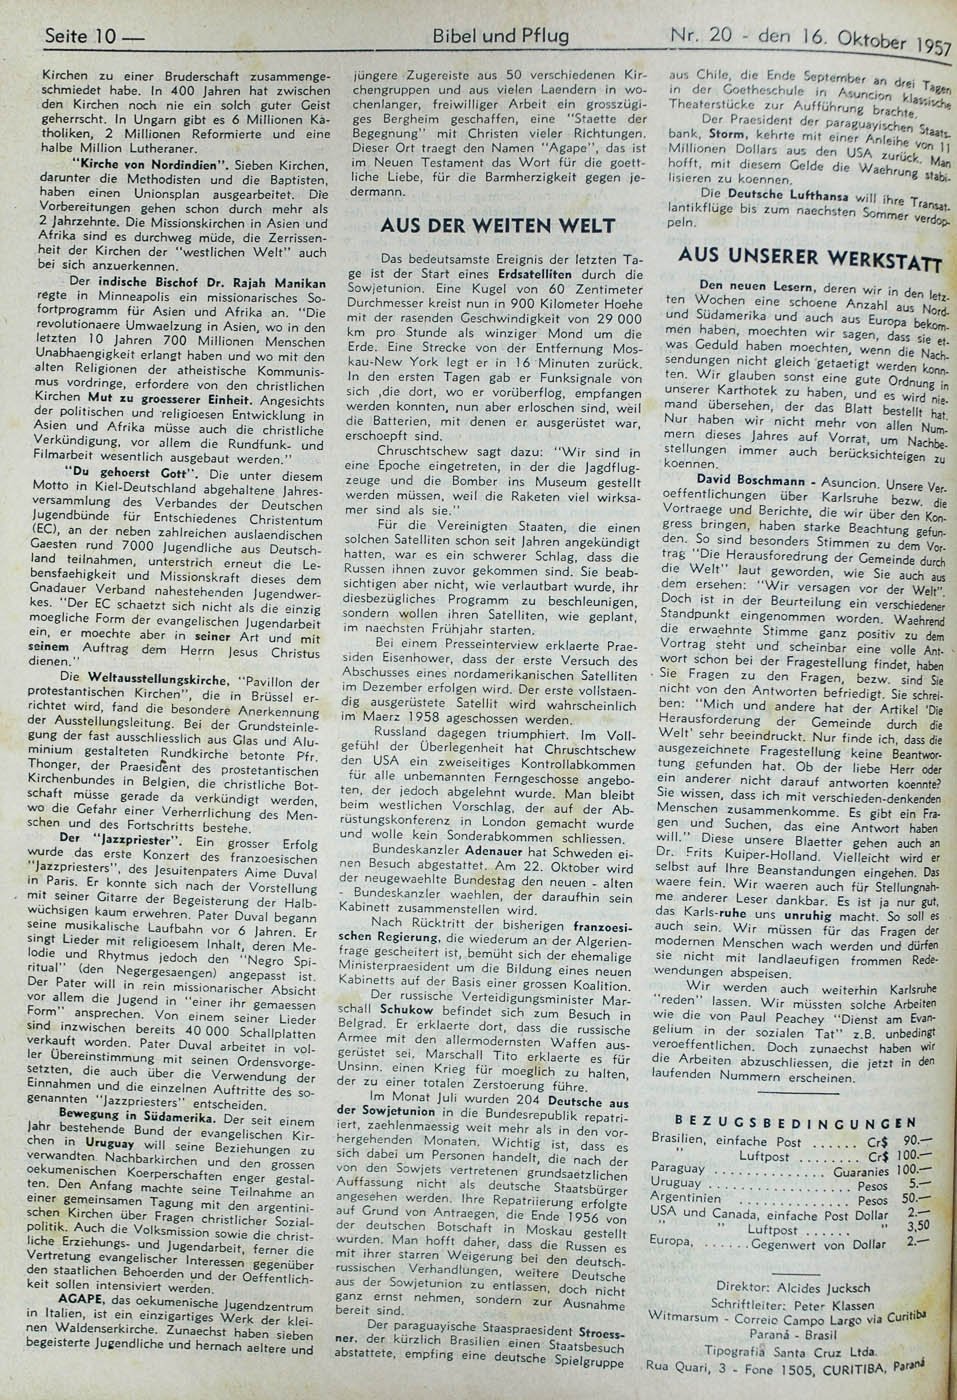 Seite 10 —
Bibel und Pflug
Nr. 20 - den 16. Oktober 1957
Kirchen zu einer Bruderschaft zusammenge-
schmiedet habe. In 400 Jahren hat zwischen
den Kirchen noch nie ein solch guter Geist
geherrscht. In Ungarn gibt es 6 Millionen Ka-
tholiken, 2 Millionen Reformierte und eine
halbe Million Lutheraner.
"Kirche von Nordindien". Sieben Kirchen,
darunter die Methodisten und die Baptisten,
haben einen Unionsplan ausgearbeitet. Die
Vorbereitungen gehen schon durch mehr als
2 Jahrzehnte. Die Missionskirchen in Asien und
Afrika sind es durchweg müde, die Zerrissen-
heit der Kirchen der "westlichen Welt" auch
bei sich anzuerkennen.
Der indische Bischof Dr. Rajah Manikan
regte in Minneapolis ein missionarisches So-
fortprogramm für Asien und Afrika an. "Die
revolutionaere Umwaelzung in Asien, wo in den
letzten 10 Jahren 700 Millionen Menschen
Unabhaengigkeit erlangt haben und wo mit den
alten Religionen der atheistische Kommunis-
mus vordringe, erfordere von den christlichen
Kirchen Mut zu groesserer Einheit. Angesichts
der politischen und religioesen Entwicklung in
Asien und Afrika müsse auch die christliche
Verkündigung, vor allem die Rundfunk- und
Filmarbeit wesentlich ausgebaut werden."
"Du gehoerst Gott". Die unter diesem
Motto in Kiel-Deutschland abgehaltene Jahres-
versammlung des Verbandes der Deutschen
Jugendbünde für Entschiedenes Christentum
(EC), an der neben zahlreichen auslaendischen
Gaesten rund 7000 Jugendliche aus Deutsch-
land teilnahmen, unterstrich erneut die Le-
bensfaehigkeit und Missionskraft dieses dem
Gnadauer Verband nahestehenden Jugendwer-
kes. "Der EC schaetzt sich nicht als die einzig
moegliche Form der evangelischen Jugendarbeit
ein, er moechte aber in seiner Art und mit
seinem Auftrag dem Herrn Jesus Christus
dienen."
Die Weltausstellungskirche, "Pavillon der
protestantischen Kirchen", die in Brüssel er-
richtet wird, fand die besondere Anerkennung
der Ausstellungsleitung. Bei der Grundsteinle-
gung der fast ausschliesslich aus Glas und Alu-
minium gestalteten Rundkirche betonte Pfr.
Thonger, der Praesident des prostetantischen
Kirchenbundes in Belgien, die christliche Bot-
schaft müsse gerade da verkündigt werden,
wo die Gefahr einer Verherrlichung des Men-
schen und des Fortschritts bestehe.
Der "Jazzpriester". Ein grosser Erfolg
wurde das erste Konzert des franzoesischen
"Jazzpriesters", des Jesuitenpaters Aime Duval
in Paris. Er konnte sich nach der Vorstellung
mit seiner Gitarre der Begeisterung der Halb-
wüchsigen kaum erwehren. Pater Duval begann
seine musikalische Laufbahn vor 6 Jahren. Er
singt Lieder mit religioesem Inhalt, deren Me-
lodie und Rhytmus jedoch den "Negro Spi-
ritual" (den Negergesaengen) angepasst ist.
Der Pater will in rein missionarischer Absicht
vor allem die Jugend in "einer ihr gemaessen
Form" ansprechen. Von einem seiner Lieder
sind inzwischen bereits 40 000 Schallplatten
verkauft worden. Pater Duval arbeitet in vol-
ler Übereinstimmung mit seinen Ordensvorge-
setzten, die auch über die Verwendung der
Einnahmen und die einzelnen Auftritte des so-
genannten "Jazzpriesters" entscheiden.
Bewegung in Südamerika. Der seit einem
Jahr bestehende Bund der evangelischen Kir-
chen in Uruguay will seine Beziehungen zu
verwandten Nachbarkirchen und den grossen
oekumenischen Koerperschaften enger gestal-
ten. Den Anfang machte seine Teilnahme an
einer gemeinsamen Tagung mit den argentini-
schen Kirchen über Fragen christlicher Sozial-
politik. Auch die Volksmission sowie die christ-
liche Erziehungs- und Jugendarbeit, ferner die
Vertretung evangelischer Interessen gegenüber
den staatlichen Behoerden und der Oeffentlich-
keit sollen intensiviert werden.
AGAPE, das oekumenische Jugendzentrum
in Italien, ist ein einzigartiges Werk der klei-
nen Waldenserkirche. Zunaechst haben sieben
begeisterte Jugendliche und hernach aeltere und
jüngere Zugereiste aus 50 verschiedenen Kir-
chengruppen und aus vielen Laendern in wo-
chenlanger, freiwilliger Arbeit ein grosszügi-
ges Bergheim geschaffen, eine "Staette der
Begegnung" mit Christen vieler Richtungen.
Dieser Ort traegt den Namen "Agape", das ist
im Neuen Testament das Wort für die goett-
liche Liebe, für die Barmherzigkeit gegen je-
dermann.
AUS DER WEITEN WELT
Das bedeutsamste Ereignis der letzten Ta-
ge ist der Start eines Erdsatelliten durch die
Sowjetunion. Eine Kugel von 60 Zentimeter
Durchmesser kreist nun in 900 Kilometer Hoehe
mit der rasenden Geschwindigkeit von 29 000
km pro Stunde als winziger Mond um die
Erde. Eine Strecke von der Entfernung Mos-
kau-New York legt er in 16 Minuten zurück.
In den ersten Tagen gab er Funksignale von
sich ,die dort, wo er vorüberflog, empfangen
werden konnten, nun aber erloschen sind, weil
die Batterien, mit denen er ausgerüstet war,
erschoepft sind.
Chruschtschew sagt dazu: "Wir sind in
eine Epoche eingetreten, in der die Jagdflug-
zeuge und die Bomber ins Museum gestellt
werden müssen, weil die Raketen viel wirksa-
mer sind als sie."
Für die Vereinigten Staaten, die einen
solchen Satelliten schon seit Jahren angekündigt
hatten, war es ein schwerer Schlag, dass die
Russen ihnen zuvor gekommen sind. Sie beab-
sichtigen aber nicht, wie verlautbart wurde, ihr
diesbezügliches Programm zu beschleunigen,
sondern wollen ihren Satelliten, wie geplant,
im naechsten Frühjahr starten.
Bei einem Presseinterview erklaerte Prae-
siden Eisenhower, dass der erste Versuch des
Abschusses eines nordamerikanischen Satelliten
im Dezember erfolgen wird. Der erste vollstaen-
dig ausgerüstete Satellit wird wahrscheinlich
im Maerz 1958 ageschossen werden.
Russland dagegen triumphiert. Im Voll-
gefühl der Überlegenheit hat Chruschtschew
den USA ein zweiseitiges Kontrollabkommen
für alle unbemannten Ferngeschosse angebo-
ten, der jedoch abgelehnt wurde. Man bleibt
beim westlichen Vorschlag, der auf der Ab-
rüstungskonferenz in London gemacht wurde
und wolle kein Sonderabkommen schliessen.
Bundeskanzler Adenauer hat Schweden ei-
nen Besuch abgestattet. Am 22. Oktober wird
der neugewaehlte Bundestag den neuen - alten
- Bundeskanzler waehlen, der daraufhin sein
Kabinett zusammenstellen wird.
Nach Rücktritt der bisherigen franzoesi-
schen Regierung, die wiederum an der Algerien-
frage gescheitert ist, bemüht sich der ehemalige
Ministerpraesident um die Bildung eines neuen
Kabinetts auf der Basis einer grossen Koalition.
Der russische Verteidigungsminister Mar-
schall Schukow befindet sich zum Besuch in
Belgrad. Er erklaerte dort, dass die russische
Armee mit den allermodernsten Waffen aus-
gerüstet sei. Marschall Tito erklaerte es für
Unsinn. einen Krieg für moeglich zu halten,
der zu einer totalen Zerstoerung führe.
Im Monat Juli wurden 204 Deutsche aus
der Sowjetunion in die Bundesrepublik repatri-
iert, zaehlenmaessig weit mehr als in den vor-
hergehenden Monaten. Wichtig ist, dass es
sich dabei um Personen handelt, die nach der
von den Sowjets vertretenen grundsaetzlichen
Auffassung nicht als deutsche Staatsbürger
angesehen werden. Ihre Repatriierung erfolgte
auf Grund von Antraegen, die Ende 1956 von
der deutschen Botschaft in Moskau gestellt
wurden. Man hofft daher, dass die Russen es
mit ihrer starren Weigerung bei den deutsch-
russischen Verhandlungen, weitere Deutsche
aus der Sowjetunion zu entlassen, doch nicht
ganz ernst nehmen, sondern zur Ausnahme
bereit sind.
Der paraguayische Staaspraesident Stroess-
ner, der kürzlich Brasilien einen Staatsbesuch
abstattete, empfing eine deutsche Spielgruppe
aus Chile, die Ende September an drei Tagen
in der Goetheschule in Asuncion klassische
Theaterstücke zur Aufführung brachte.
Der Praesident der paraguayischen Staats-
bank, Storm, kehrte mit einer Anleihe von 11
Millionen Dollars aus den USA zurück. Man
hofft, mit diesem Gelde die Waehrung stabi-
lisieren zu koennen.
Die Deutsche Lufthansa will ihre Transat-
lantikflüge bis zum naechsten Sommer verdop-
peln.
AUS UNSERER WERKSTATT
Den neuen Lesern, deren wir in den letz-
ten Wochen eine schoene Anzahl aus Nord-
und Südamerika und auch aus Europa bekom-
men haben, moechten wir sagen, dass sie et-
was Geduld haben moechten, wenn die Nach-
sendungen nicht gleich getaetigt werden konn-
ten. Wir glauben sonst eine gute Ordnung in
unserer Karthotek zu haben, und es wird nie-
mand übersehen, der das Blatt bestellt hat.
Nur haben wir nicht mehr von allen Num-
mern dieses Jahres auf Vorrat, um Nachbe-
stellungen immer auch berücksichteigen zu
koennen.
David Boschmann - Asuncion. Unsere Ver-
oeffentlichungen über Karlsruhe bezw. die
Vortraege und Berichte, die wir über den Kon-
gress bringen, haben starke Beachtung gefun-
den. So sind besonders Stimmen zu dem Vor-
trag "Die Herausforedrung der Gemeinde durch
die Welt" laut geworden, wie Sie auch aus
dem ersehen: "Wir versagen vor der Welt".
Doch ist in der Beurteilung ein verschiedener
Standpunkt eingenommen worden. Waehrend
die erwaehnte Stimme ganz positiv zu dem
Vortrag steht und scheinbar eine volle Ant-
wort schon bei der Fragestellung findet, haben
Sie Fragen zu den Fragen, bezw. sind Sie
nicht von den Antworten befriedigt. Sie schrei-
ben: "Mich und andere hat der Artikel 'Die
Herausforderung der Gemeinde durch die
Welt' sehr beeindruckt. Nur finde ich, dass die
ausgezeichnete Fragestellung keine Beantwor-
tung gefunden hat. Ob der liebe Herr oder
ein anderer nicht darauf antworten koennte?
Sie wissen, dass ich mit verschieden-denkenden
Menschen zusammenkomme. Es gibt ein Fra-
gen und Suchen, das eine Antwort haben
will." Diese unsere Blaetter gehen auch an
Dr. Frits Kuiper-Holland. Vielleicht wird er
selbst auf Ihre Beanstandungen eingehen. Das
waere fein. Wir waeren auch für Stellungnah-
me anderer Leser dankbar. Es ist ja nur gut,
das Karls-ruhe uns unruhig macht. So soll es
auch sein. Wir müssen für das Fragen der
modernen Menschen wach werden und dürfen
sie nicht mit landlaeufigen frommen Rede-
wendungen abspeisen.
Wir werden auch weiterhin Karlsruhe
"reden" lassen. Wir müssten solche Arbeiten
wie die von Paul Peachey "Dienst am Evan-
gelium in der sozialen Tat" z.B. unbedingt
veroeffentlichen. Doch zunaechst haben wir
die Arbeiten abzuschliessen, die jetzt in den
laufenden Nummern erscheinen.
BEZUGSBEDINGUNGEN
Brasilien, einfache Post ...... Cr$ 90.—
" Luftpost ........ Cr$ 100.—
Paraguay ............... Guaranies 100.—
Uruguay .................. Pesos 5.—
Argentinien ............... Pesos 50.—
USA und Canada, einfache Post Dollar 2.—
" " Luftpost ...... " 3,50
Europa, ...... Gegenwert von Dollar 2.—
Direktor: Alcides Jucksch
Schriftleiter: Peter Klassen
Witmarsum - Correio Campo Largo via Curitiba
Paraná - Brasil
Tipografia Santa Cruz Ltda.
Rua Quari, 3 - Fone 1505, CURITIBA, Paraná